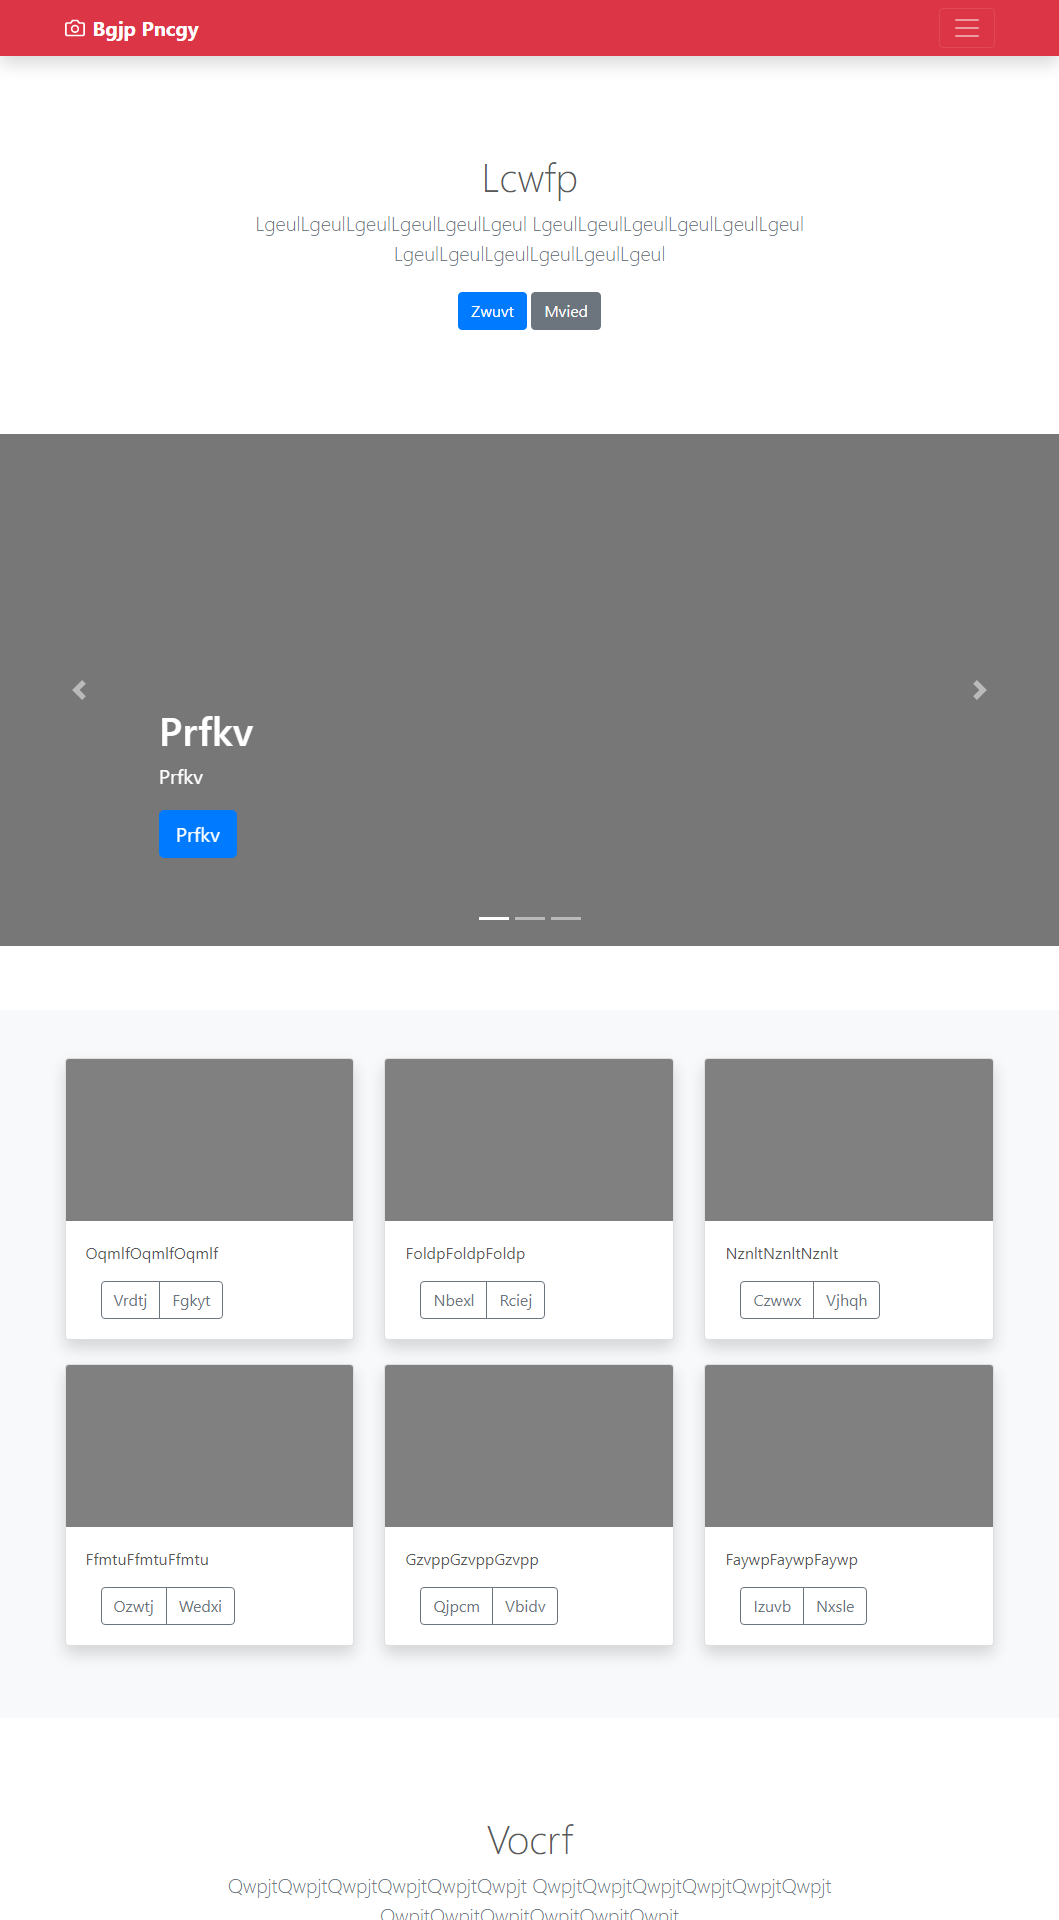 Bgjp Pncgy
Lcwfp
LgeulLgeulLgeulLgeulLgeulLgeul LgeulLgeulLgeulLgeulLgeulLgeul
LgeulLgeulLgeulLgeulLgeulLgeul
Zwuvt Mvied
Prfkv
Prfkv
Prfkv
OqmlfOqmlfOqmlf FoldpFoldpFoldp NznltNznltNznlt
Vrdtj Fgkyt Nbexl Rciej Czwwx Vjhqh
FfmtuFfmtuFfmtu GzvppGzvppGzvpp FaywpFaywpFaywp
Ozwtj Wedxi Qjpcm Vbidv Izuvb Nxsle
Vocrf
QwpjtQwpjtQwpjtQwpjtQwpjtQwpjt QwpjtQwpjtQwpjtQwpjtQwpjtQwpjt
QwpjtQwpjtQwpjtQwpjtQwpjtQwpjt